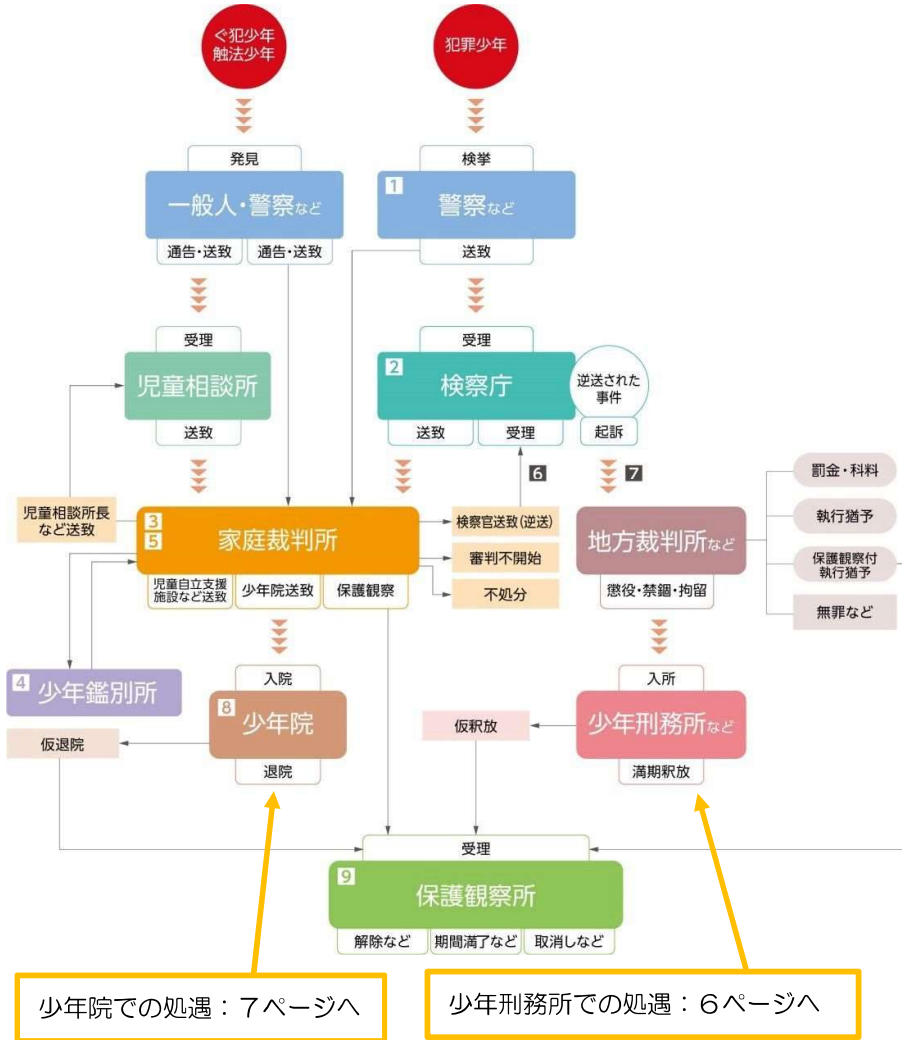 ぐ犯少年
触法少年
犯罪少年
発見
一般人・警察など
通告・送致
通告・送致
検挙
1
警察など
送致
受理
児童相談所
送致
受理
2
検察庁
送致
受理
逆送された
事件
起訴
6
7
児童相談所長
など送致
3
5
家庭裁判所
児童自立支援
施設など送致
少年院送致
保護観察
検察官送致(逆送)
審判不開始
不処分
地方裁判所など
懲役・禁錮・拘留
罰金・科料
執行猶予
保護観察付
執行猶予
無罪など
4
少年鑑別所
入院
8
少年院
退院
仮退院
入所
少年刑務所など
満期釈放
仮釈放
受理
9
保護観察所
解除など
期間満了など
取消しなど
少年院での処遇:7ページへ
少年刑務所での処遇:6ページへ